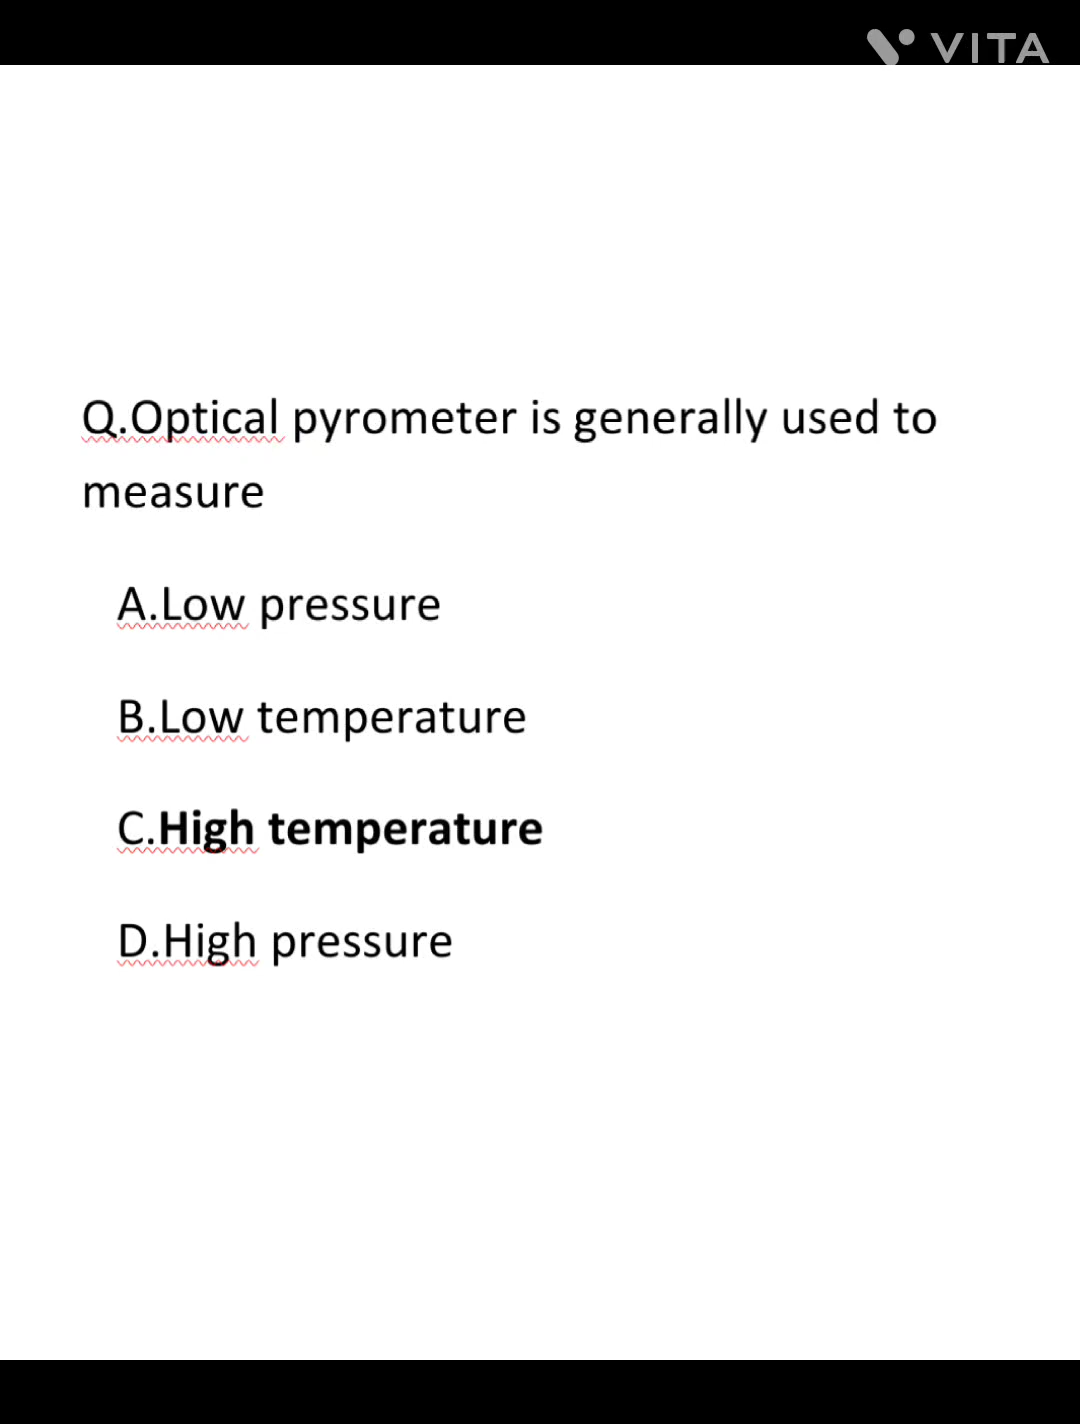 VITA
Q.Optical pyrometer is generally used to
measure
A.Low pressure
B.Low temperature
C.High temperature
D.High pressure